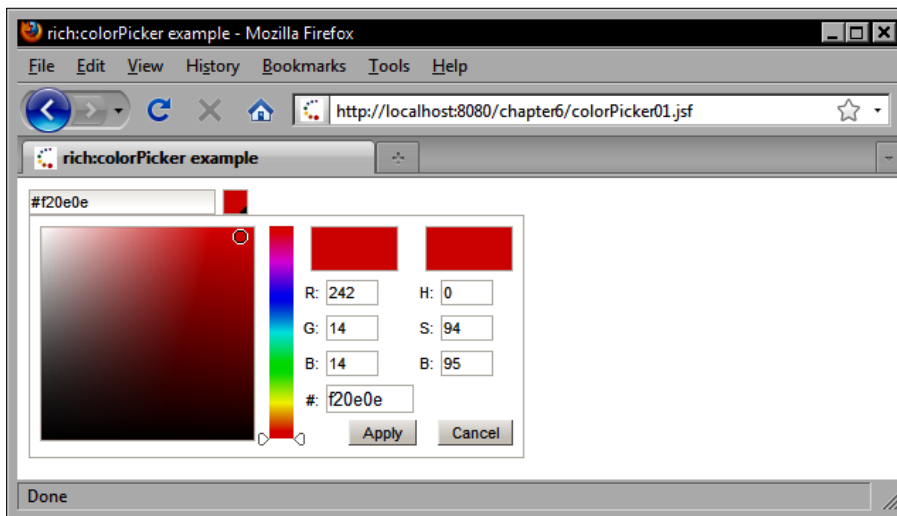 rich:colorPicker example - Mozilla Firefox
File Edit View History Bookmarks Tools Help
http://localhost:8080/chapter6/colorPicker01.jsf
rich:colorPicker example
#f20e0e
R: 242 H: 0
G: 14 S: 94
B: 14 B: 95
#: f20e0e
Apply Cancel
Done